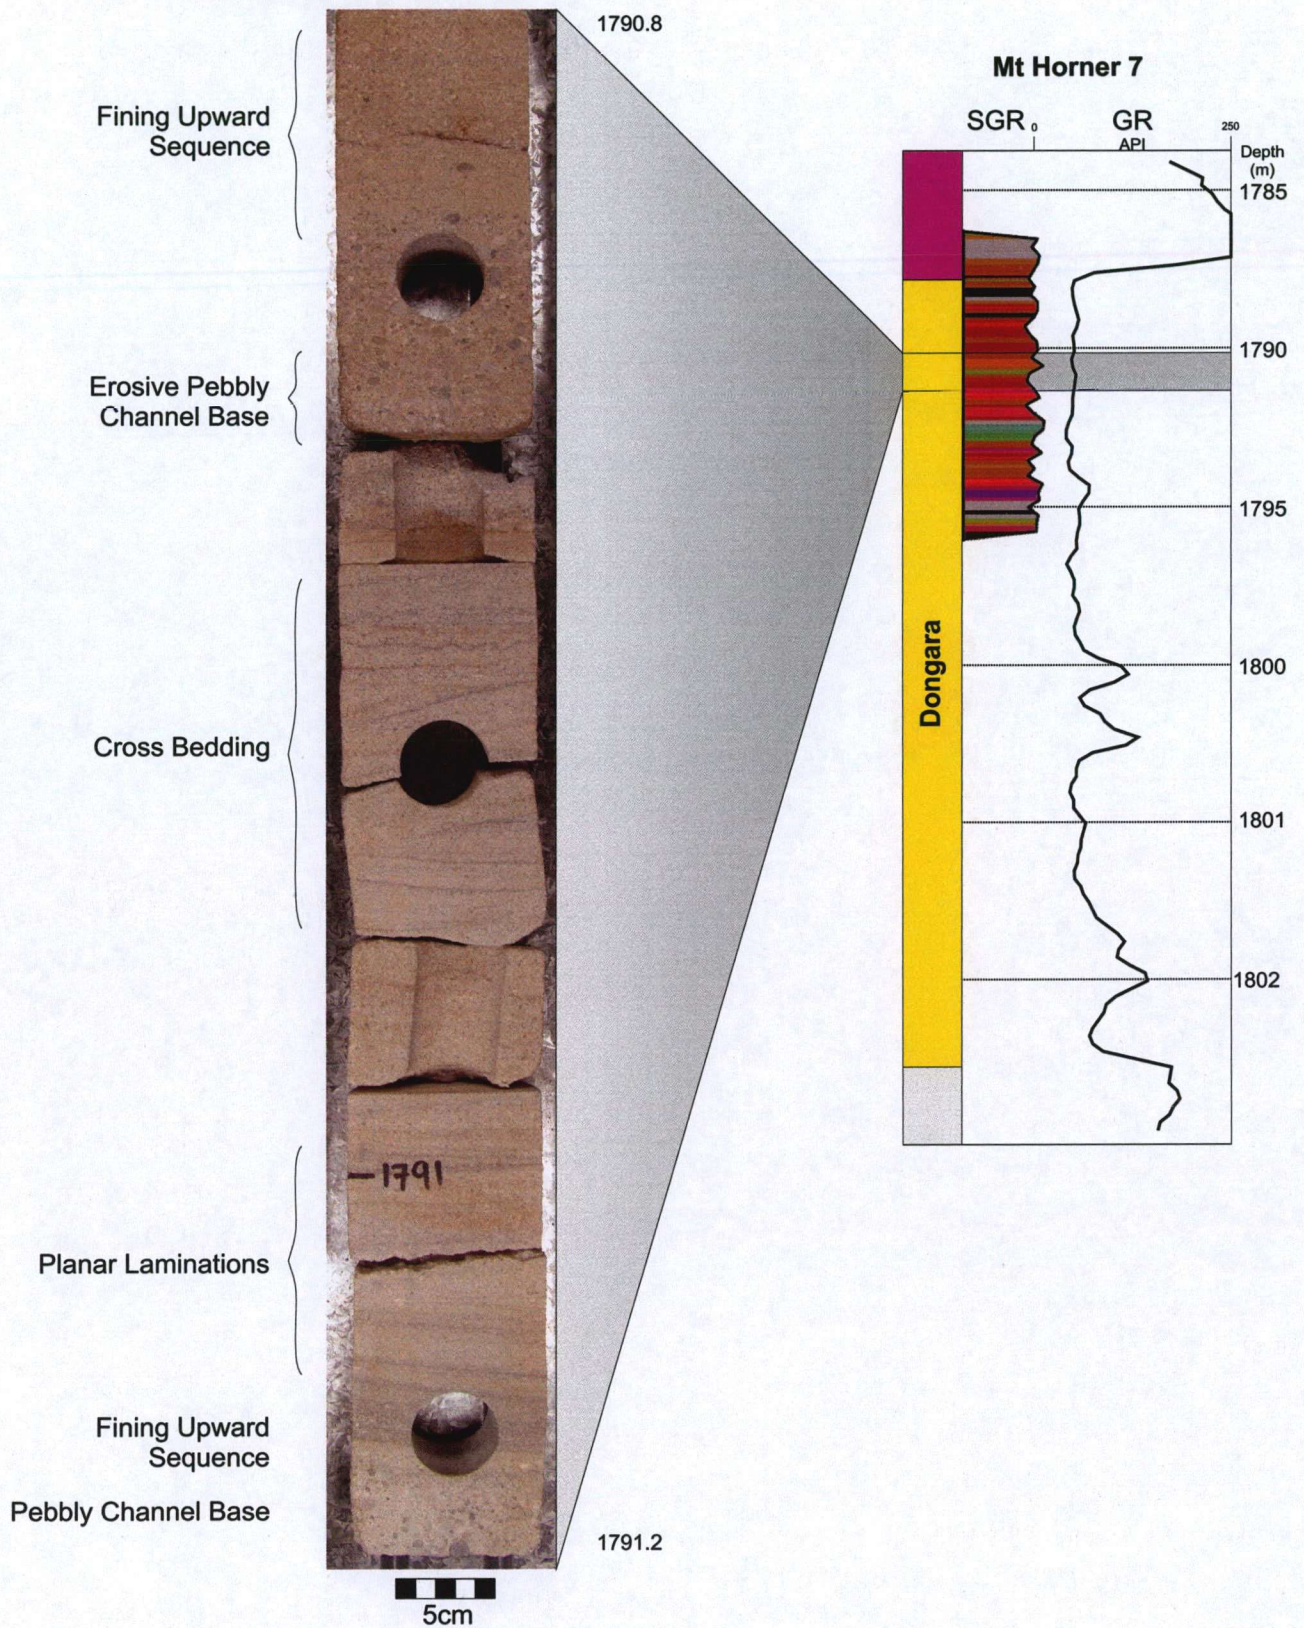 1790.8
Fining Upward
Sequence
Erosive Pebbly
Channel Base
Cross Bedding
-1791
Planar Laminations
Fining Upward
Sequence
Pebbly Channel Base
1791.2
5cm
Mt Horner 7
SGR 0 GR 250
API
Depth
(m)
1785
1790
1795
1800
1801
1802
Dongara